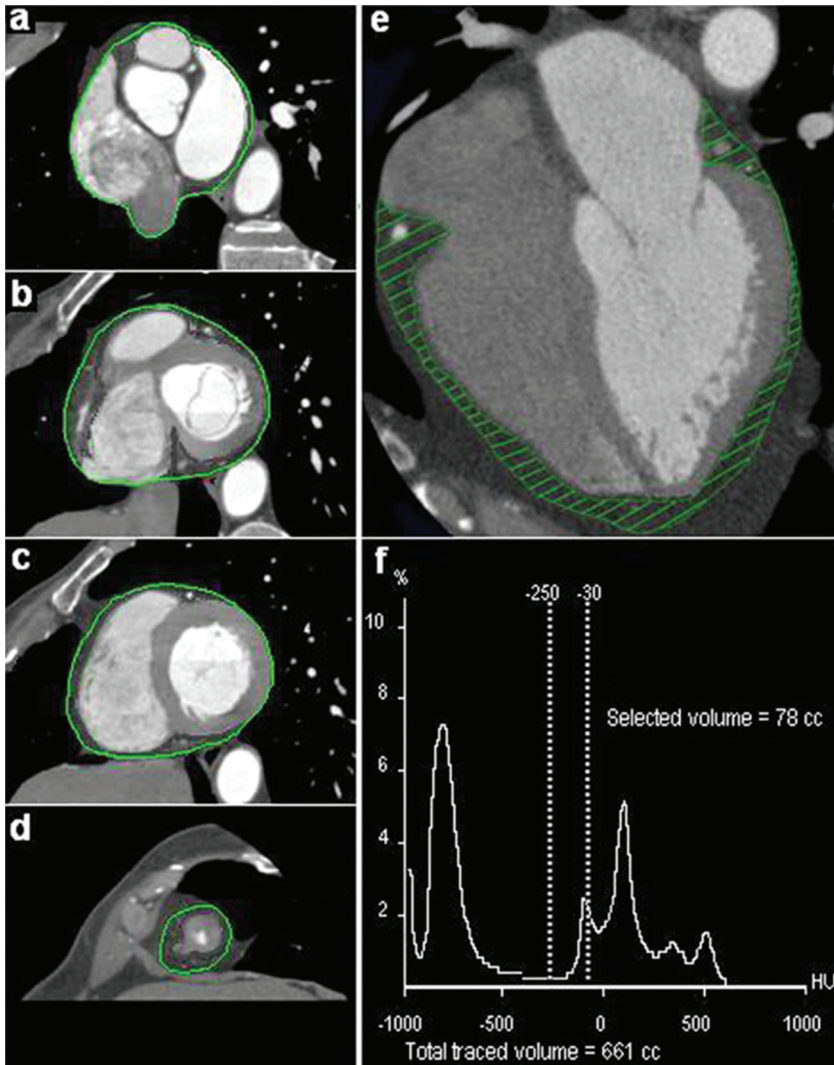 a
b
c
d
e
f
%
-250 -30
10
Selected volume = 78 cc
8
6
4
2
HU
-1000 -500 0 500 1000
Total traced volume = 661 cc